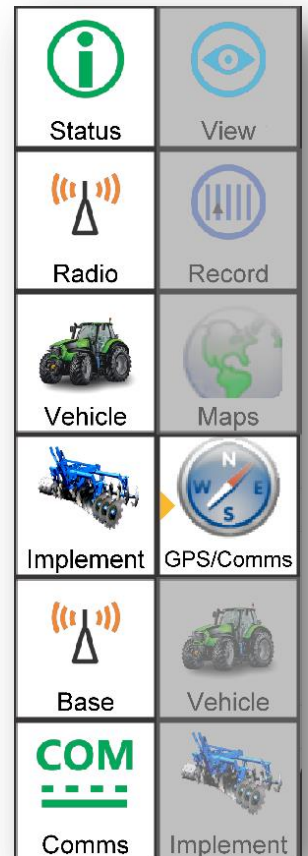 Status
View
Radio
Record
Vehicle
Maps
Implement
N
W
E
S
GPS/Comms
Base
Vehicle
COM
Comms
Implement